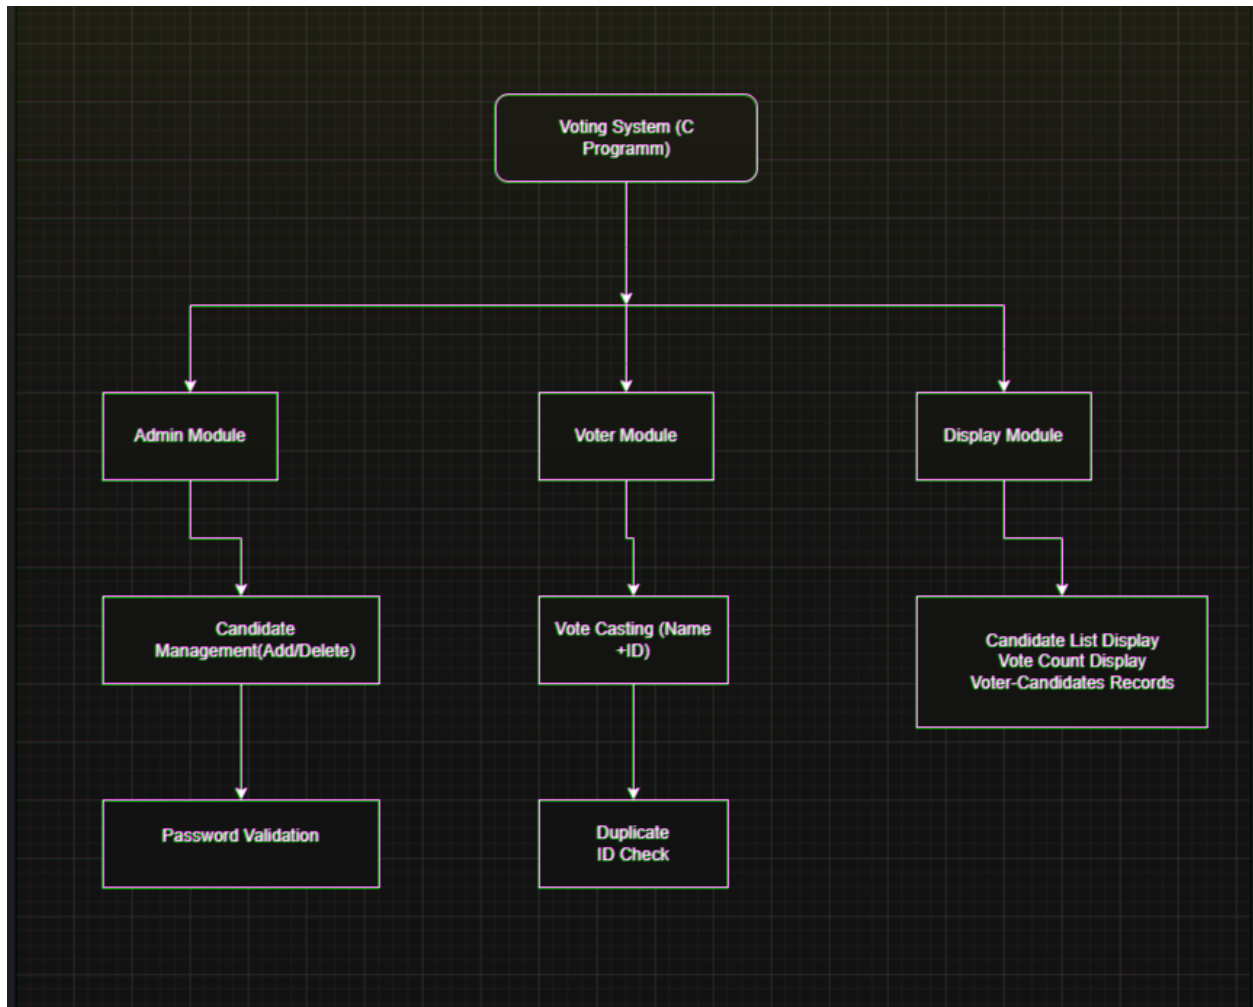 Voting System (C
Programm)
Admin Module
Voter Module
Display Module
Candidate
Management(Add/Delete)
Vote Casting (Name
+ID)
Candidate List Display
Vote Count Display
Voter-Candidates Records
Password Validation
Duplicate
ID Check